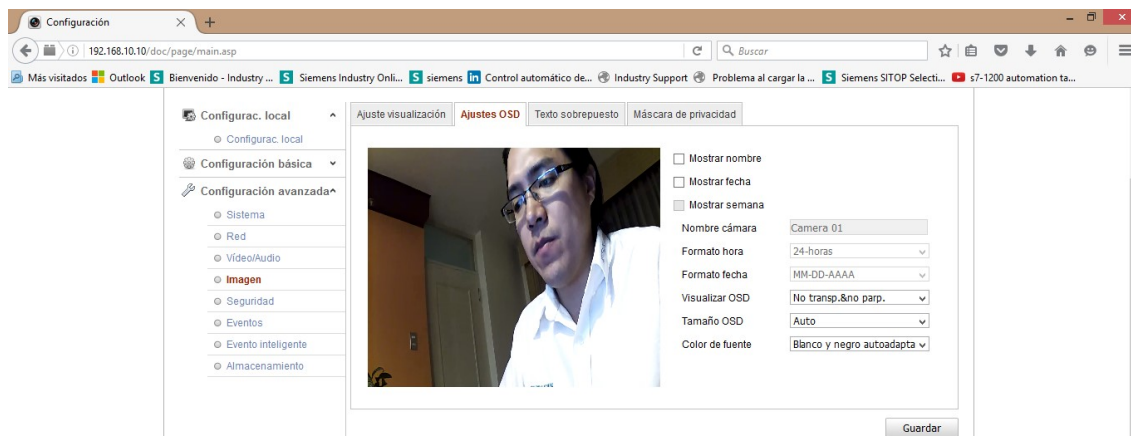 Configuración
192.168.10.10/doc/page/main.asp
Buscar
Más visitados Outlook Bienvenido - Industry ... Siemens Industry Onli... siemens Control automático de... Industry Support Problema al cargar la ... Siemens SITOP Selecti... s7-1200 automation ta...
Configurac. local
Configurac. local
Configuración básica
Configuración avanzada
Sistema
Red
Vídeo/Audio
Imagen
Seguridad
Eventos
Evento inteligente
Almacenamiento
Ajuste visualización Ajustes OSD Texto sobrepuesto Máscara de privacidad
Mostrar nombre
Mostrar fecha
Mostrar semana
Nombre cámara Camera 01
Formato hora 24-horas
Formato fecha MM-DD-AAAA
Visualizar OSD No transp.&no parp.
Tamaño OSD Auto
Color de fuente Blanco y negro autoadapta
Guardar